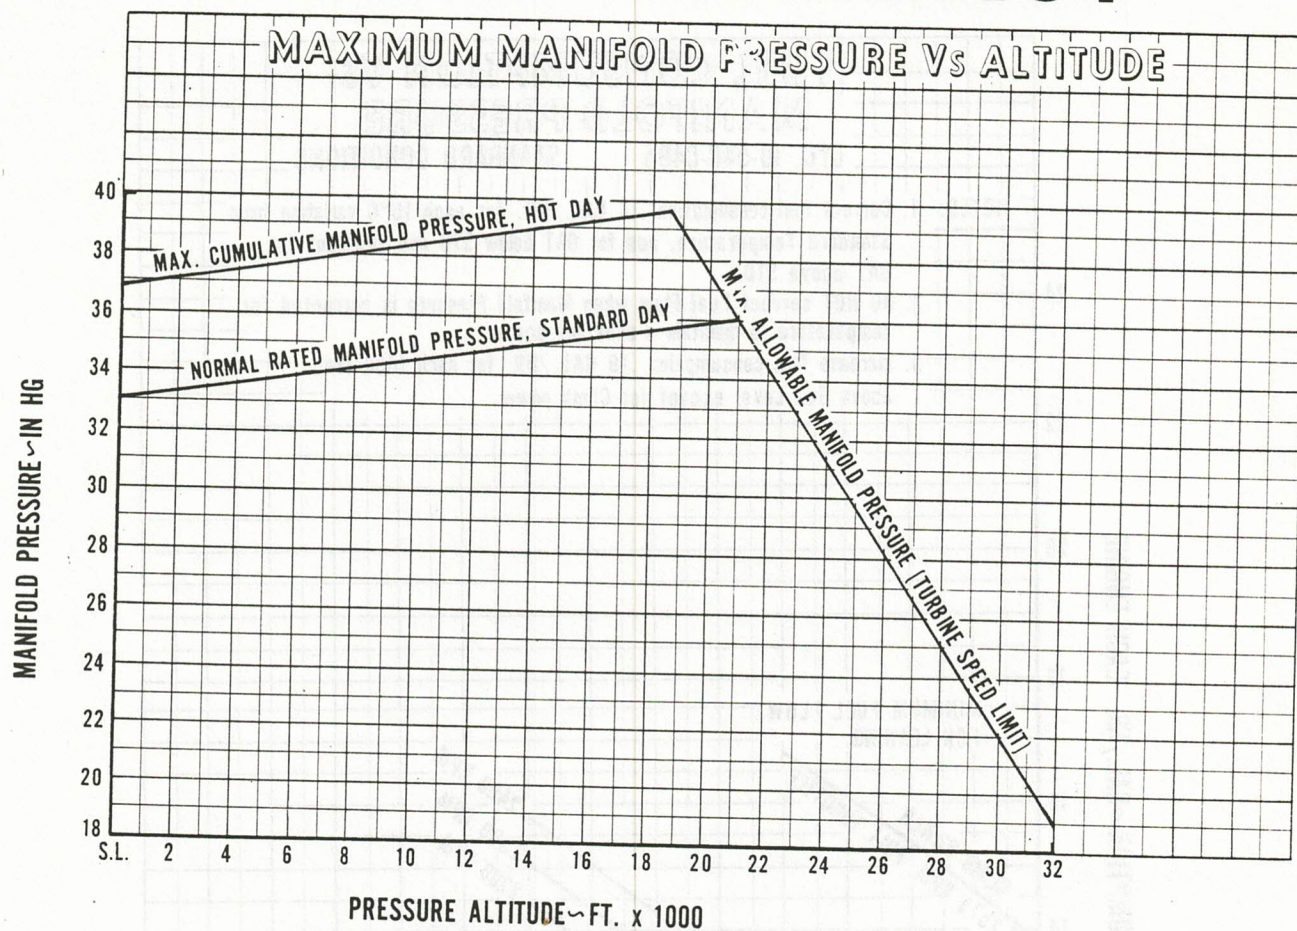 MAXIMUM MANIFOLD PRESSURE Vs ALTITUDE
40
MAX. CUMULATIVE MANIFOLD PRESSURE, HOT DAY
38
36
NORMAL RATED MANIFOLD PRESSURE, STANDARD DAY
MAX. ALLOWABLE MANIFOLD PRESSURE (TURBINE SPEED LIMIT)
34
32
30
28
26
24
22
20
18
MANIFOLD PRESSURE~IN HG
S.L. 2 4 6 8 10 12 14 16 18 20 22 24 26 28 30 32
PRESSURE ALTITUDE~FT. x 1000